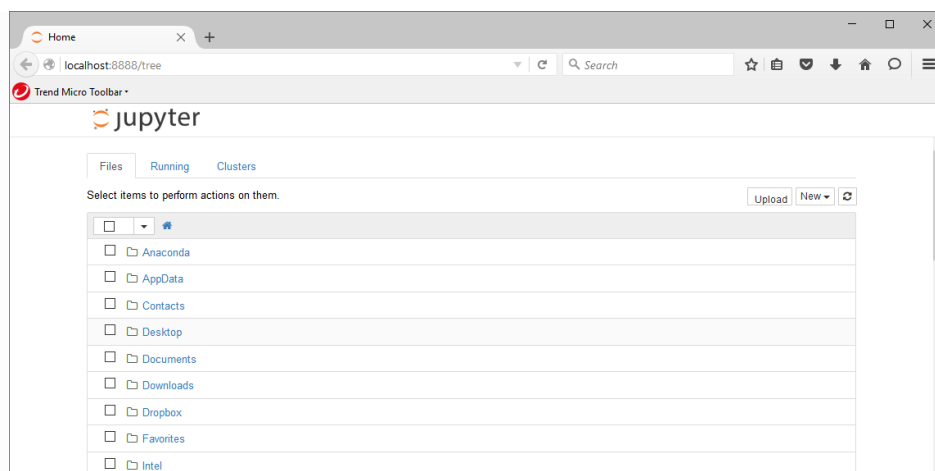 Home
localhost:8888/tree
Search
Trend Micro Toolbar
jupyter
Files Running Clusters
Select items to perform actions on them.
Upload New
Anaconda
AppData
Contacts
Desktop
Documents
Downloads
Dropbox
Favorites
Intel